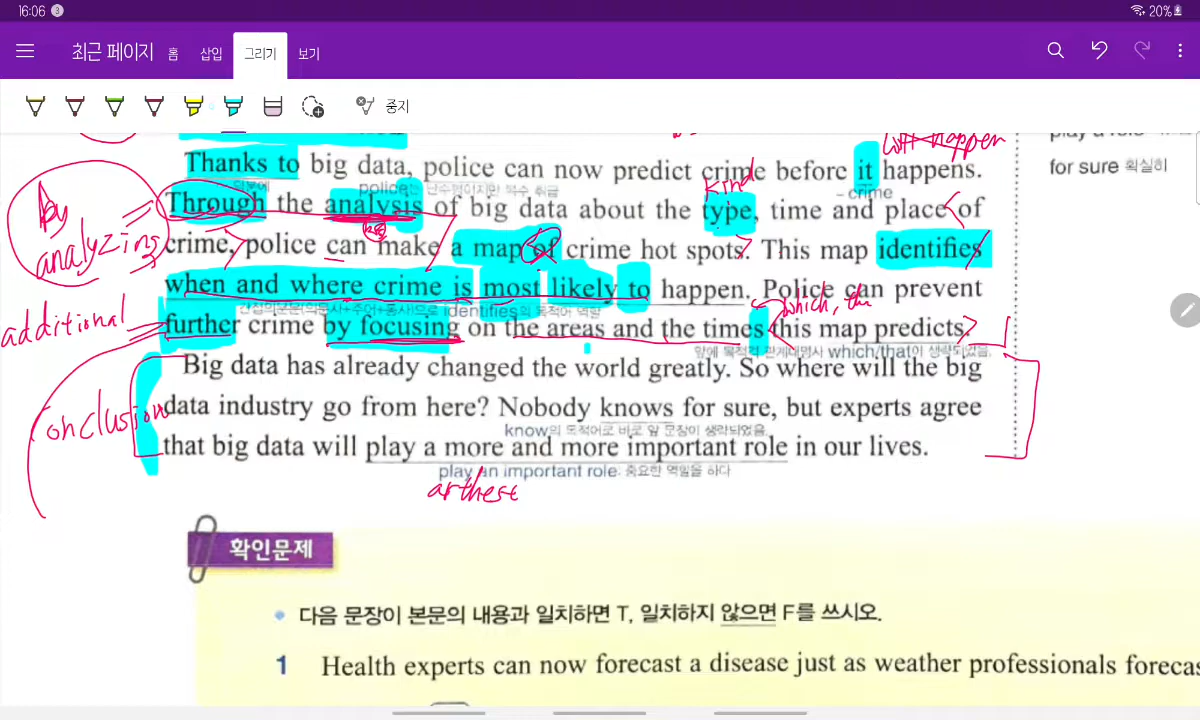 16:06 3 20%
최근 페이지 홈 삽입 그리기 보기
중지
will happen
play a role
Thanks to big data, police can now predict crime before it happens.
for sure 확실히
police는 단수형이지만 복수 취급
kind
- crime
Through the analysis of big data about the type, time and place of
by analyzing
crime, police can make a map of crime hot spots. This map identifies
when and where crime is most likely to happen. Police can prevent
간접의문문(의문사+주어+동사)으로 identifies의 목적어 역할
which, tha
additional
further crime by focusing on the areas and the times this map predicts.
앞에 목적격 관계대명사 which/that이 생략되었음.
Big data has already changed the world greatly. So where will the big
Conclusion
data industry go from here? Nobody knows for sure, but experts agree
know의 목적어로 바로 앞 문장이 생략되었음.
that big data will play a more and more important role in our lives.
play an important role: 중요한 역할을 하다
확인문제
다음 문장이 본문의 내용과 일치하면 T, 일치하지 않으면 F를 쓰시오.
1 Health experts can now forecast a disease just as weather professionals forecas